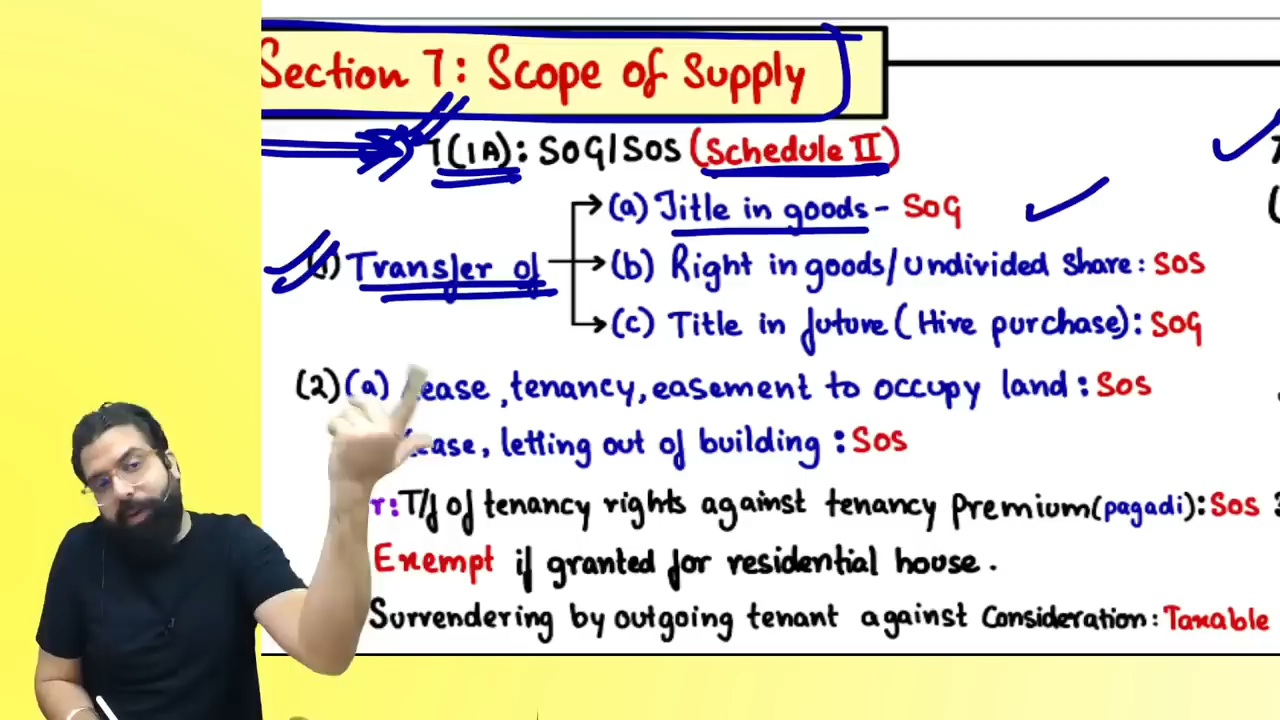 Section 7: Scope of Supply
7(1A): SOG/SOS (Schedule II)
(a) Title in goods - SOG
(1) Transfer of
(b) Right in goods/undivided share: SOS
(c) Title in future (Hire purchase): SOG
(2) (a) Lease, tenancy, easement to occupy land: SOS
Lease, letting out of building: SOS
r: T/f of tenancy rights against tenancy premium (pagadi): SOS
Exempt if granted for residential house.
Surrendering by outgoing tenant against Consideration: Taxable